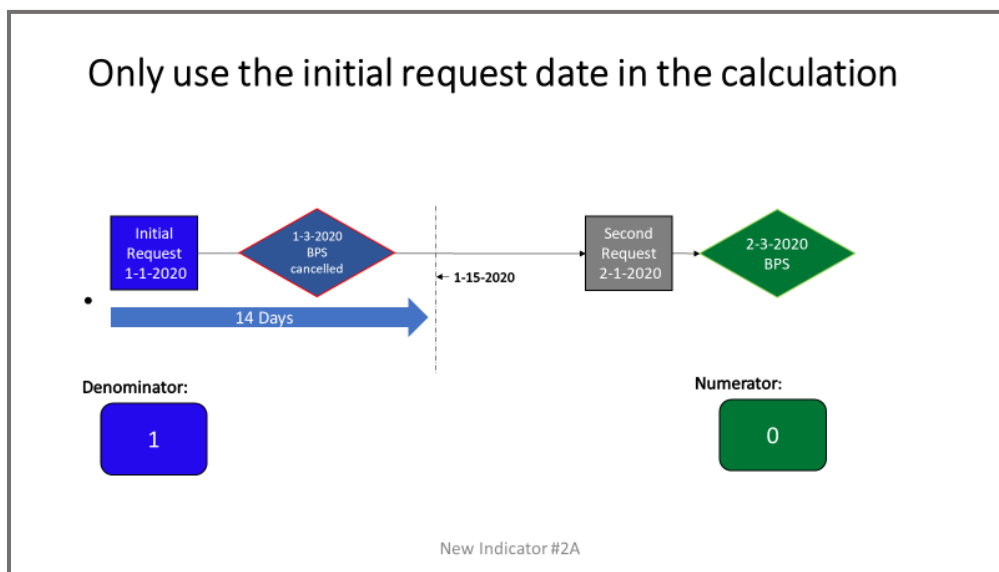 Only use the initial request date in the calculation
Initial
Request
1-1-2020
1-3-2020
BPS
cancelled
1-15-2020
Second
Request
2-1-2020
2-3-2020
BPS
•
14 Days
Denominator:
1
Numerator:
0
New Indicator #2A